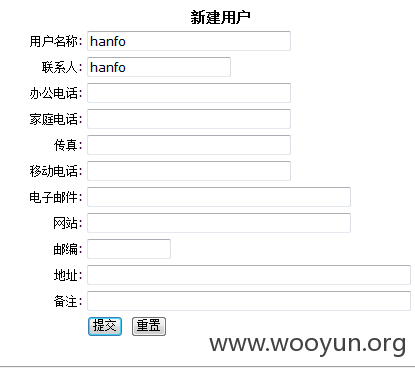 新建用户
用户名称: hanfo
联系人: hanfo
办公电话:
家庭电话:
传真:
移动电话:
电子邮件:
网站:
邮编:
地址:
备注:
提交 重置
www.wooyun.org